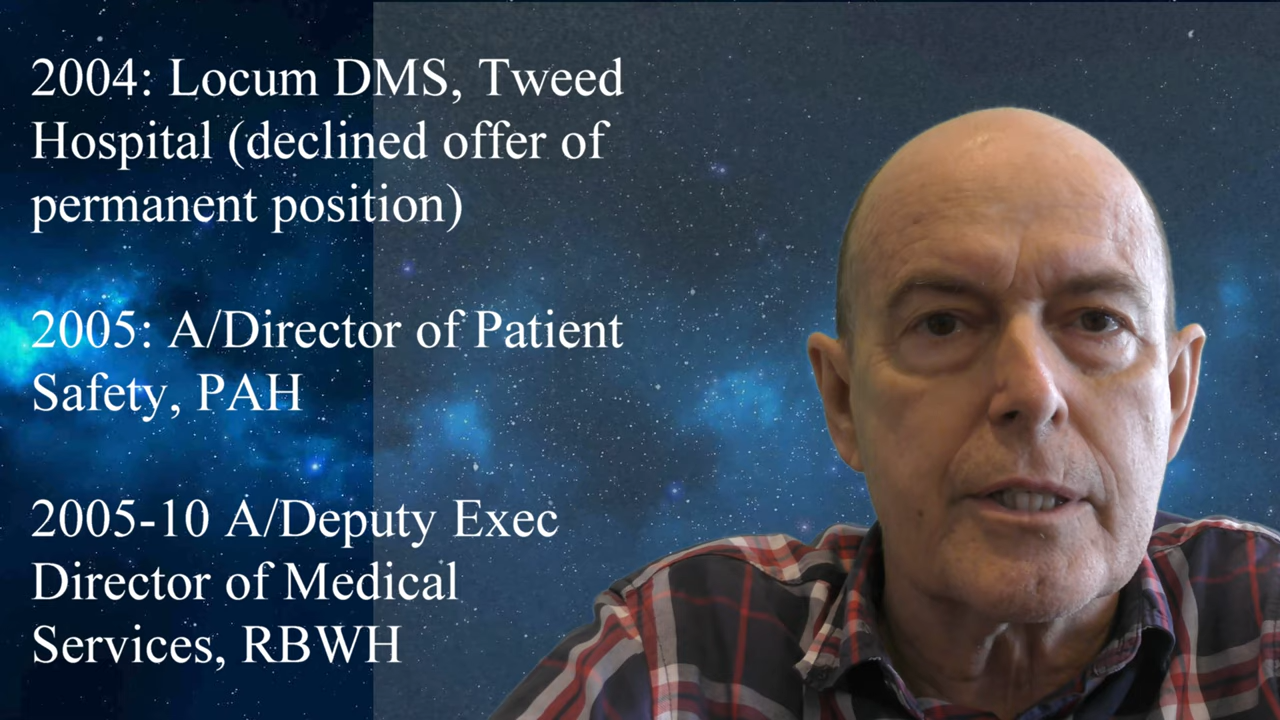 2004: Locum DMS, Tweed
Hospital (declined offer of
permanent position)
2005: A/Director of Patient
Safety, PAH
2005-10 A/Deputy Exec
Director of Medical
Services, RBWH